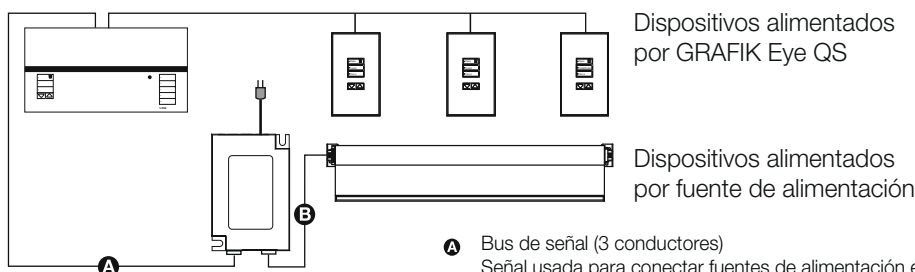 Dispositivos alimentados
por GRAFIK Eye QS
Dispositivos alimentados
por fuente de alimentación
B
A
A Bus de señal (3 conductores)
Señal usada para conectar fuentes de alimentación e